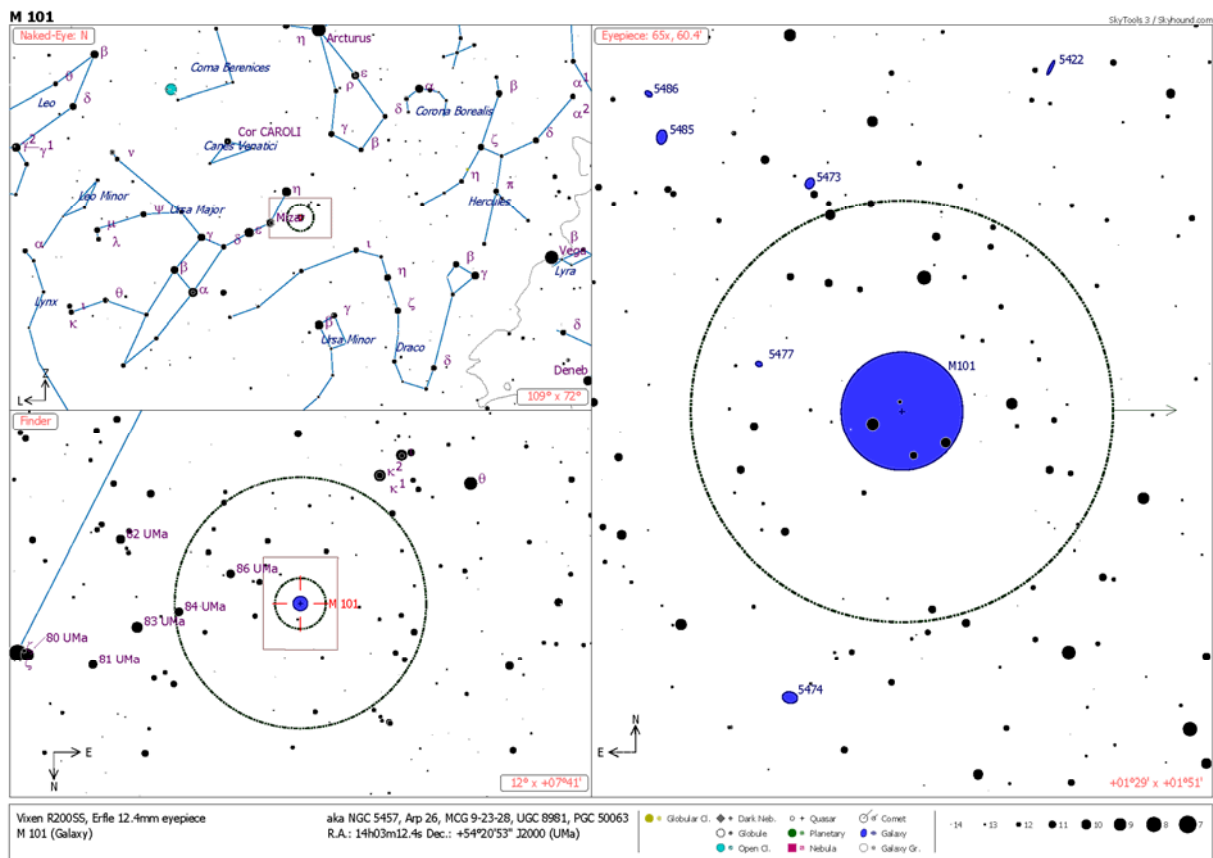 M 101
SkyTools 3 / Skyhound.com
Naked-Eye: N
Arcturus
η
β
θ
Leo
δ
γ¹
2
Coma Berenices
ρ
ε
α
δ
Corona Borealis
β
α1
α²
γ
β
ζ
δ
η
π
Hercules
Cor CAROLI
Canes Venatici
ν
Leo Minor
μ
λ
ψ
Ursa Major
γ
δ
ε
Mizar
η
α
β
α
Lynx
κ
ι
θ
ι
η
ζ
β
γ
Ursa Minor
Draco
β
γ
δ
Vega
β
Lyra
δ
Deneb
Z
L
109° x 72°
Finder
κ²
κ¹
θ
82 UMa
86 UMa
84 UMa
83 UMa
80 UMa
ζ
81 UMa
M 101
E
N
12° x +07°41'
Eyepiece: 65x, 60.4'
5422
5486
5485
5473
5477
M101
5474
N
E
+01°29' x +01°51'
Vixen R200SS, Erfle 12.4mm eyepiece
M 101 (Galaxy)
aka NGC 5457, Arp 26, MCG 9-23-28, UGC 8981, PGC 50063
R.A.: 14h03m12.4s Dec.: +54°20'53" J2000 (UMa)
Globular Cl.
Dark Neb.
Quasar
Comet
Globule
Planetary
Galaxy
Open Cl.
Nebula
Galaxy Gr.
14 13 12 11 10 9 8 7